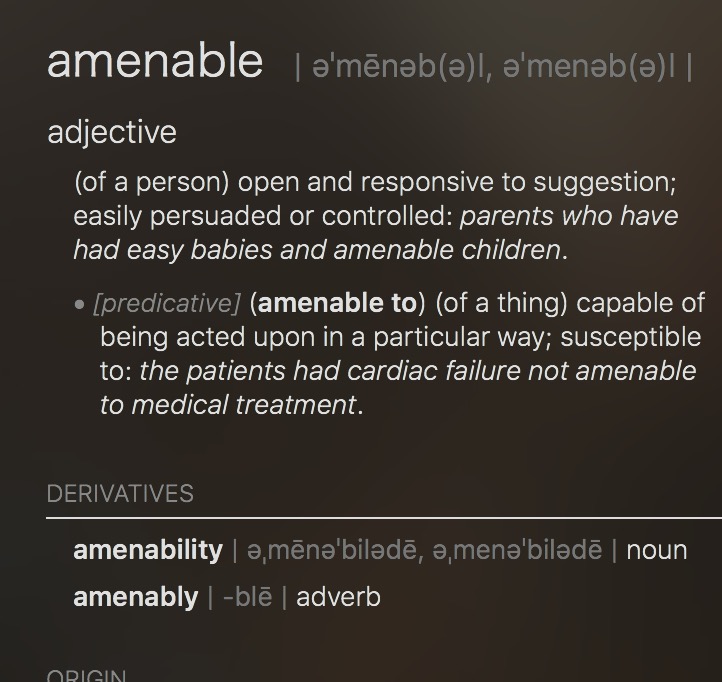 amenable | əˈmēnəb(ə)l, əˈmenəb(ə)l |
adjective
(of a person) open and responsive to suggestion;
easily persuaded or controlled: parents who have
had easy babies and amenable children.
• [predicative] (amenable to) (of a thing) capable of
being acted upon in a particular way; susceptible
to: the patients had cardiac failure not amenable
to medical treatment.
DERIVATIVES
amenability | əˌmēnəˈbilədē, əˌmenəˈbilədē | noun
amenably | -blē | adverb
ORIGIN